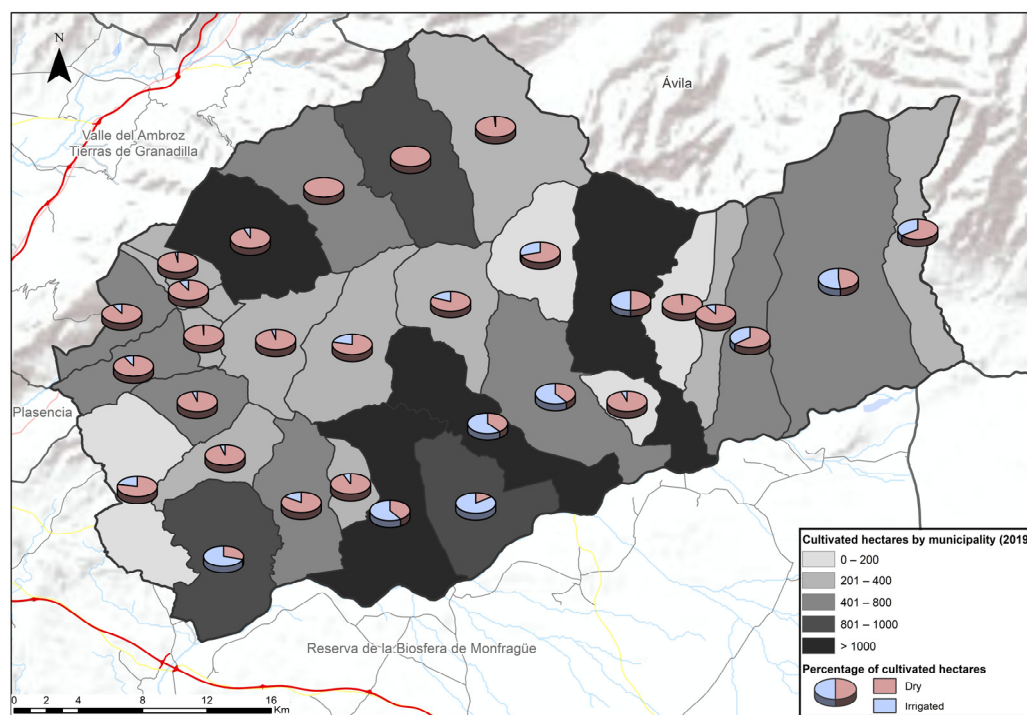 N
Ávila
Valle del Ambroz
Tierras de Granadilla
Plasencia
Reserva de la Biosfera de Monfragüe
Cultivated hectares by municipality (2019
0 – 200
201 – 400
401 – 800
801 – 1000
> 1000
Percentage of cultivated hectares
Dry
Irrigated
0 2 4 8 12 16
Km